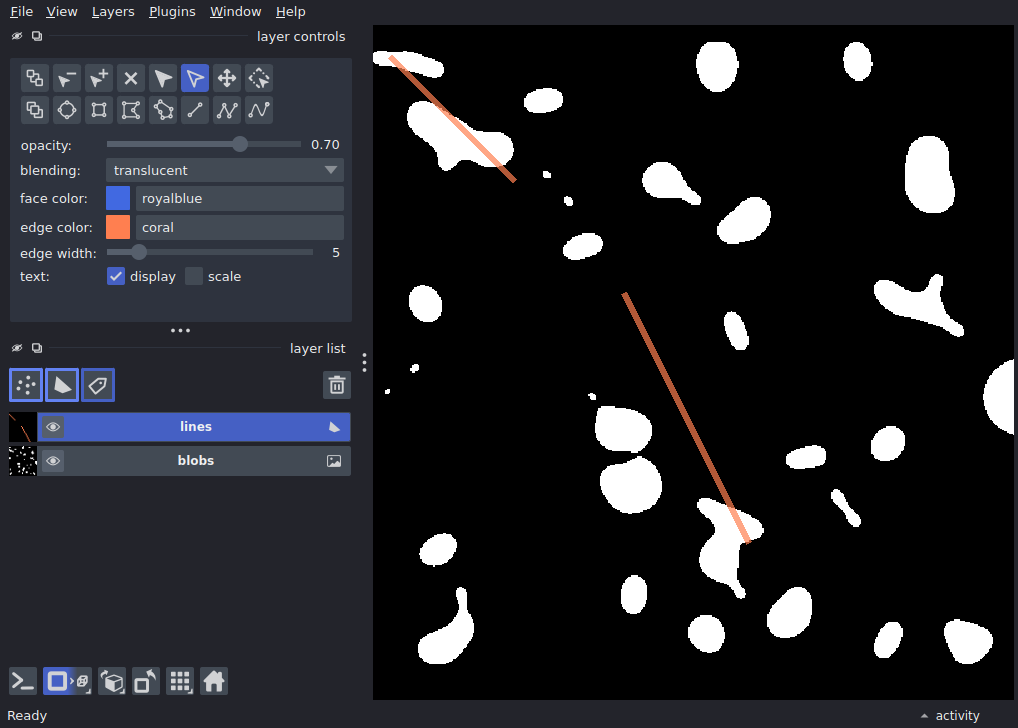 File View Layers Plugins Window Help
layer controls
opacity: 0.70
blending: translucent
face color: royalblue
edge color: coral
edge width: 5
text: display scale
layer list
lines
blobs
Ready activity